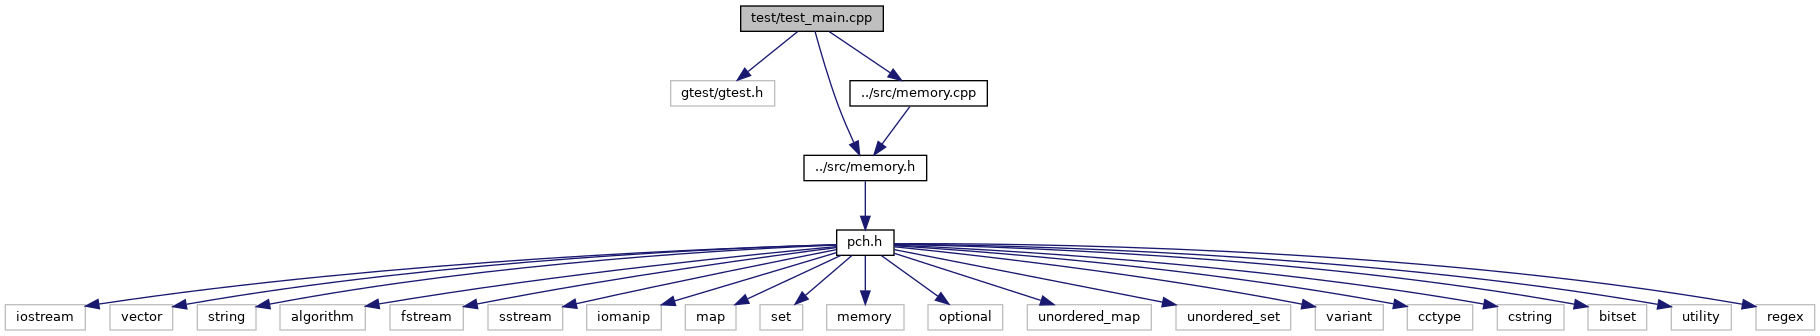 test/test_main.cpp
gtest/gtest.h
../src/memory.cpp
../src/memory.h
pch.h
iostream
vector
string
algorithm
fstream
sstream
iomanip
map
set
memory
optional
unordered_map
unordered_set
variant
cctype
cstring
bitset
utility
regex